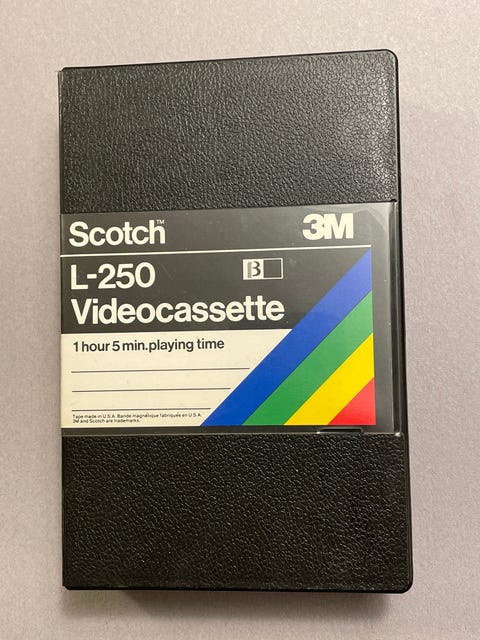 Scotch™ 3M
L-250 B
Videocassette
1 hour 5 min.playing time
Tape made in U.S.A. Bande magnétique fabriquée en U.S.A.
3M and Scotch are trademarks.